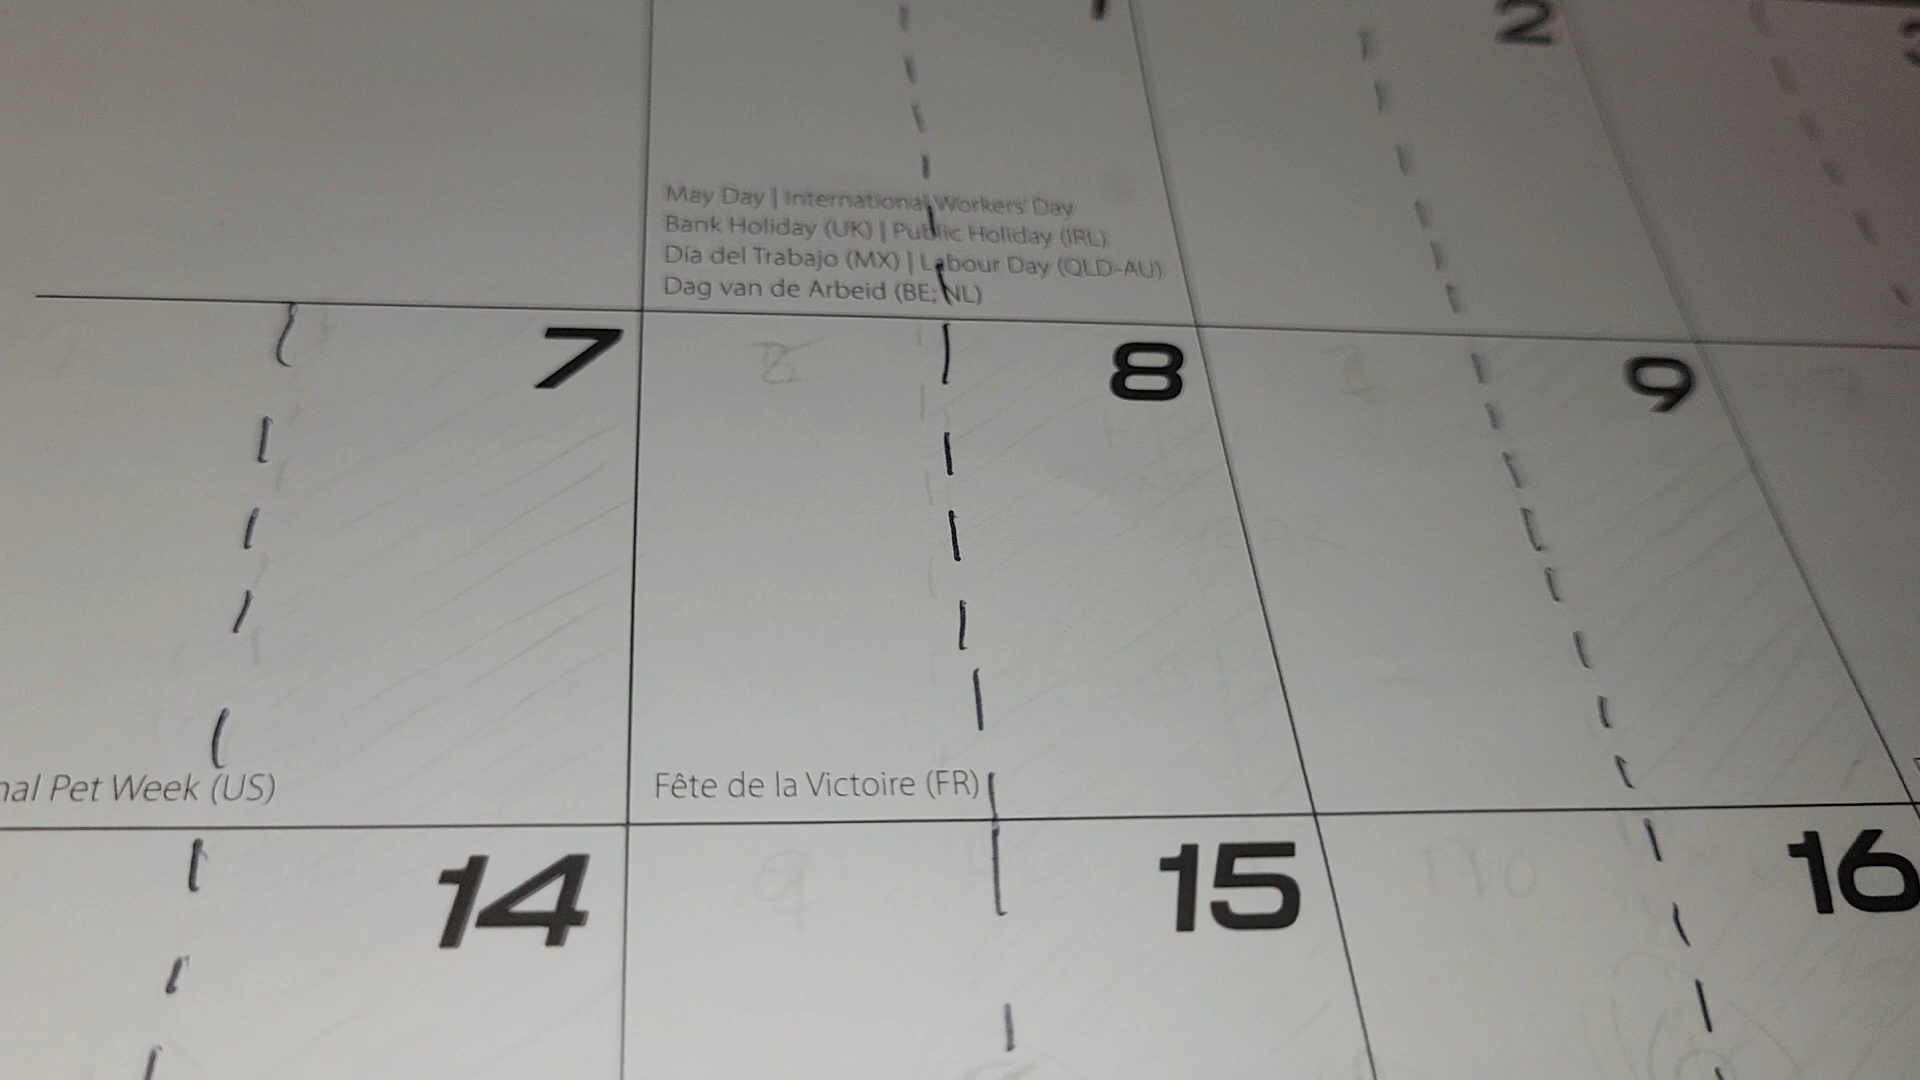 1 2 3
May Day | International Workers' Day
Bank Holiday (UK) | Public Holiday (IRL)
Día del Trabajo (MX) | Labour Day (QLD-AU)
Dag van de Arbeid (BE; NL)
7 8 9
nal Pet Week (US)
Fête de la Victoire (FR)
14 15 16